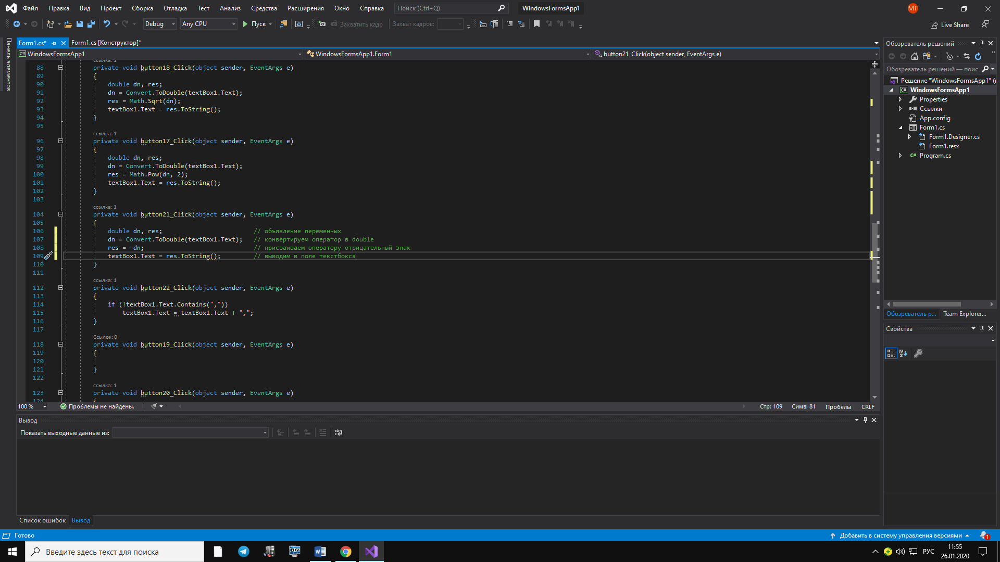 Файл Правка Вид Проект Сборка Отладка Тест Анализ Средства Расширения Окно Справка Поиск (Ctrl+Q) WindowsFormsApp1 МГ
Debug Any CPU Пуск Захватить кадр Захват кадров: Live Share
Панель элементов
Form1.cs* Form1.cs [Конструктор]*
WindowsFormsApp1 WindowsFormsApp1.Form1 button21_Click(object sender, EventArgs e)
ссылка: 1
88 private void button18_Click(object sender, EventArgs e)
89 {
90 double dn, res;
91 dn = Convert.ToDouble(textBox1.Text);
92 res = Math.Sqrt(dn);
93 textBox1.Text = res.ToString();
94 }
95
ссылка: 1
96 private void button17_Click(object sender, EventArgs e)
97 {
98 double dn, res;
99 dn = Convert.ToDouble(textBox1.Text);
100 res = Math.Pow(dn, 2);
101 textBox1.Text = res.ToString();
102 }
103
ссылка: 1
104 private void button21_Click(object sender, EventArgs e)
105 {
106 double dn, res; // объявление переменных
107 dn = Convert.ToDouble(textBox1.Text); // конвертируем оператор в double
108 res = -dn; // присваиваем оператору отрицательный знак
109 textBox1.Text = res.ToString(); // выводим в поле текстбокса
110 }
111
ссылка: 1
112 private void button22_Click(object sender, EventArgs e)
113 {
114 if (!textBox1.Text.Contains(","))
115 textBox1.Text = textBox1.Text + ",";
116 }
117
Ссылок: 0
118 private void button19_Click(object sender, EventArgs e)
119 {
120
121 }
122
ссылка: 1
123 private void button20_Click(object sender, EventArgs e)
124 {
100 % Проблемы не найдены. Стр: 109 Симв: 81 Пробелы CRLF
Вывод
Показать выходные данные из:
Список ошибок Вывод
Обозреватель решений
Обозреватель решений — поис
Решение "WindowsFormsApp1" (
WindowsFormsApp1
Properties
Ссылки
App.config
Form1.cs
Form1.Designer.cs
Form1.resx
Program.cs
Обозреватель р... Team Explorer...
Свойства
Готово Добавить в систему управления версиями 1
Введите здесь текст для поиска РУС 11:55
26.01.2020